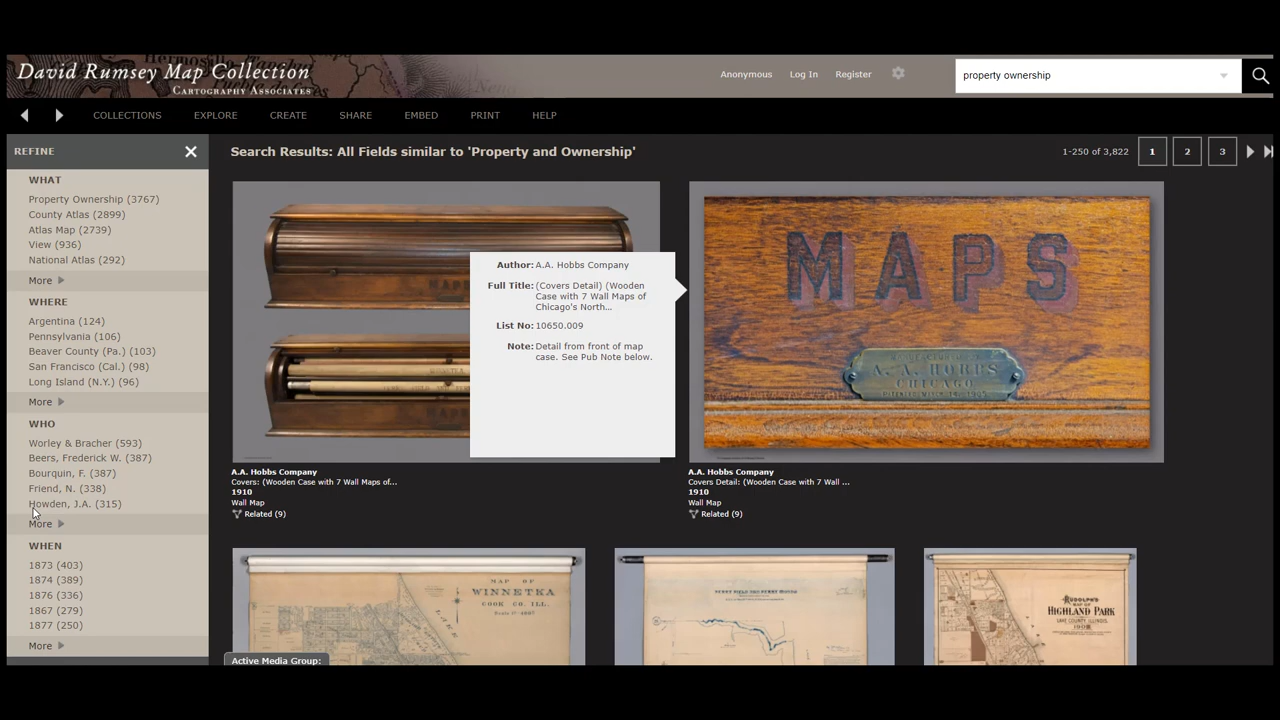 David Rumsey Map Collection
Cartography Associates
Anonymous Log In Register
property ownership
COLLECTIONS EXPLORE CREATE SHARE EMBED PRINT HELP
REFINE
WHAT
Property Ownership (3767)
County Atlas (2899)
Atlas Map (2739)
View (936)
National Atlas (292)
More
WHERE
Argentina (124)
Pennsylvania (106)
Beaver County (Pa.) (103)
San Francisco (Cal.) (98)
Long Island (N.Y.) (96)
More
WHO
Worley & Bracher (593)
Beers, Frederick W. (387)
Bourquin, F. (387)
Friend, N. (338)
Howden, J.A. (315)
More
WHEN
1873 (403)
1874 (389)
1876 (336)
1867 (279)
1877 (250)
More
Search Results: All Fields similar to 'Property and Ownership'
1-250 of 3,822 1 2 3
Author: A.A. Hobbs Company
Full Title: (Covers Detail) (Wooden
Case with 7 Wall Maps of
Chicago's North...
List No: 10650.009
Note: Detail from front of map
case. See Pub Note below.
MAPS
A. A. HOBBS
CHICAGO
A.A. Hobbs Company
Covers: (Wooden Case with 7 Wall Maps of...
1910
Wall Map
Related (9)
A.A. Hobbs Company
Covers Detail: (Wooden Case with 7 Wall ...
1910
Wall Map
Related (9)
MAP OF
WINNETKA
COOK CO. ILL.
RUDOLPH'S
MAP OF
HIGHLAND PARK
LAKE COUNTY ILLINOIS
Active Media Group: